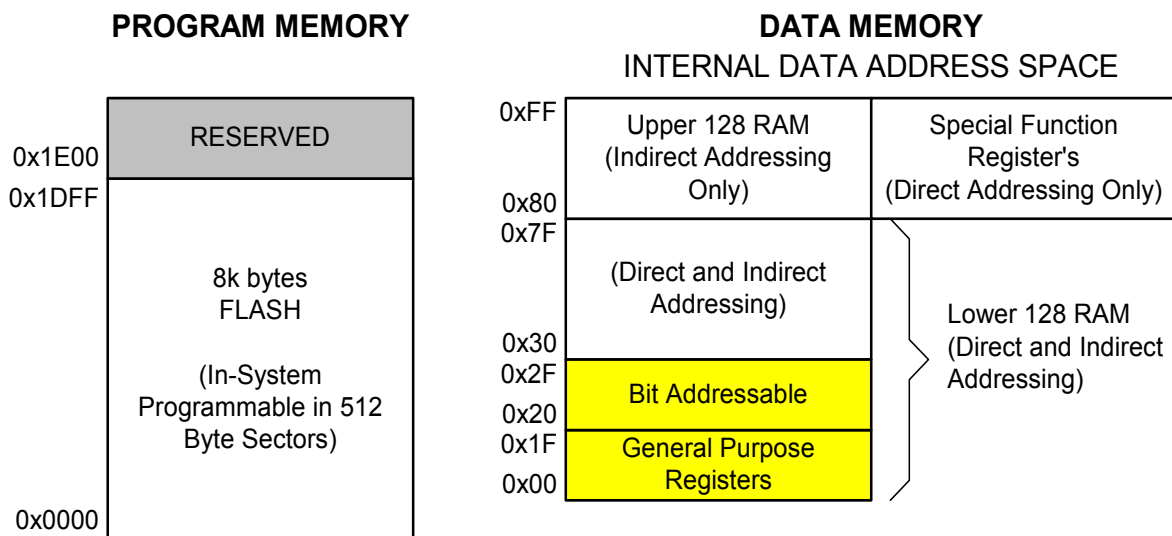 PROGRAM MEMORY
RESERVED
0x1E00
0x1DFF
8k bytes
FLASH
(In-System
Programmable in 512
Byte Sectors)
0x0000
DATA MEMORY
INTERNAL DATA ADDRESS SPACE
0xFF
Upper 128 RAM
(Indirect Addressing
Only)
0x80
Special Function
Register's
(Direct Addressing Only)
0x7F
(Direct and Indirect
Addressing)
0x30
0x2F
Bit Addressable
0x20
0x1F
General Purpose
Registers
0x00
Lower 128 RAM
(Direct and Indirect
Addressing)